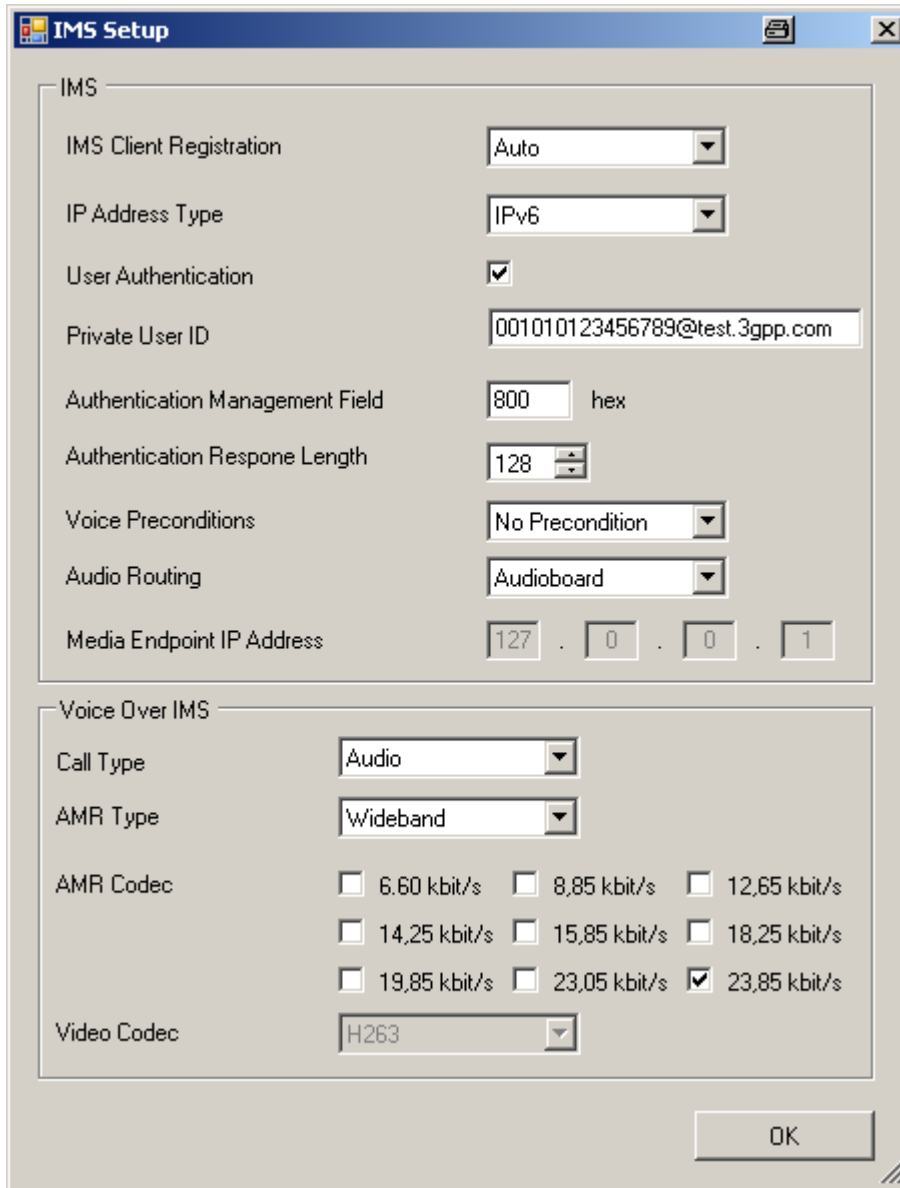 IMS Setup
IMS
IMS Client Registration Auto
IP Address Type IPv6
User Authentication
Private User ID 001010123456789@test.3gpp.com
Authentication Management Field 800 hex
Authentication Respone Length 128
Voice Preconditions No Precondition
Audio Routing Audioboard
Media Endpoint IP Address 127 . 0 . 0 . 1
Voice Over IMS
Call Type Audio
AMR Type Wideband
AMR Codec 6.60 kbit/s 8,85 kbit/s 12,65 kbit/s
14,25 kbit/s 15,85 kbit/s 18,25 kbit/s
19,85 kbit/s 23,05 kbit/s 23,85 kbit/s
Video Codec H263
OK